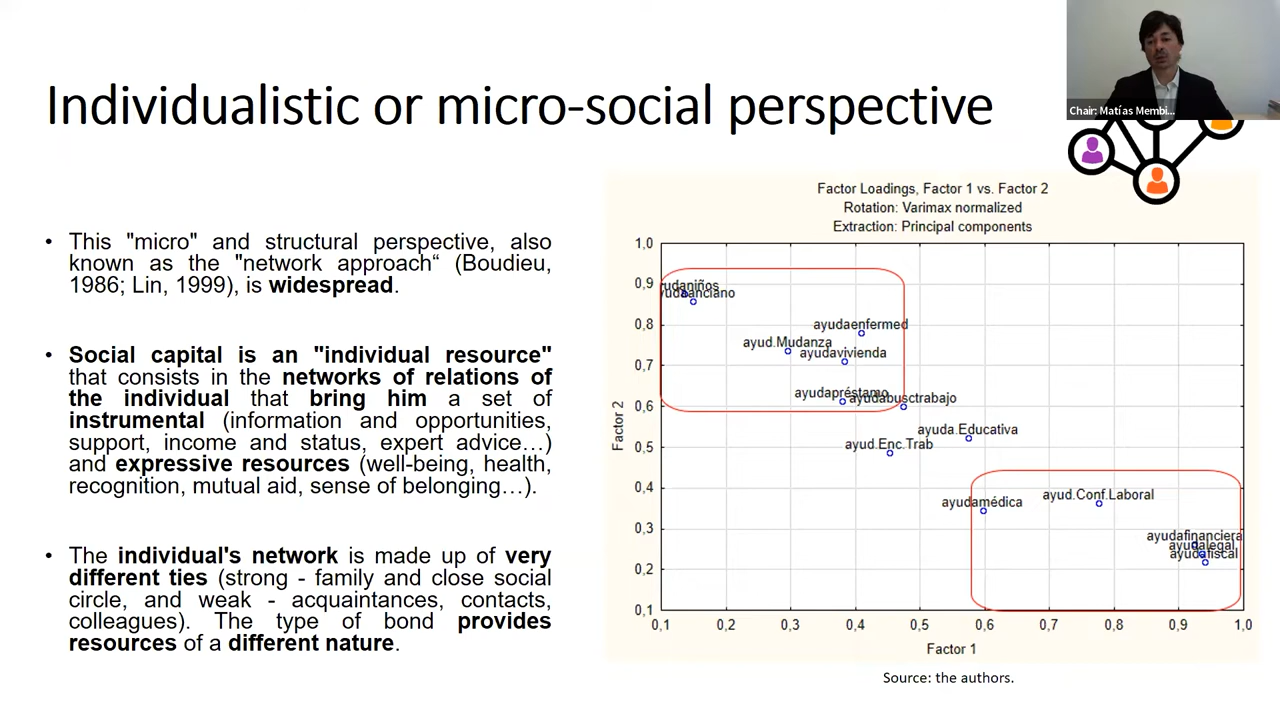 Individualistic or micro-social perspective
Chair: Matías Membi...
• This "micro" and structural perspective, also
known as the "network approach“ (Boudieu,
1986; Lin, 1999), is widespread.
• Social capital is an "individual resource"
that consists in the networks of relations of
the individual that bring him a set of
instrumental (information and opportunities,
support, income and status, expert advice…)
and expressive resources (well-being, health,
recognition, mutual aid, sense of belonging…).
• The individual's network is made up of very
different ties (strong - family and close social
circle, and weak - acquaintances, contacts,
colleagues). The type of bond provides
resources of a different nature.
Factor Loadings, Factor 1 vs. Factor 2
Rotation: Varimax normalized
Extraction: Principal components
1,0
0,9
0,8
0,7
0,6
0,5
0,4
0,3
0,2
0,1
Factor 2
udaniños
yudaanciano
ayudaenfermed
ayud.Mudanza
ayudavivienda
ayudapréstamo
ayudabusctrabajo
ayuda.Educativa
ayud.Enc.Trab
ayudamédica
ayud.Conf.Laboral
ayudafinanciera
ayudalegal
ayudafiscal
0,1 0,2 0,3 0,4 0,5 0,6 0,7 0,8 0,9 1,0
Factor 1
Source: the authors.